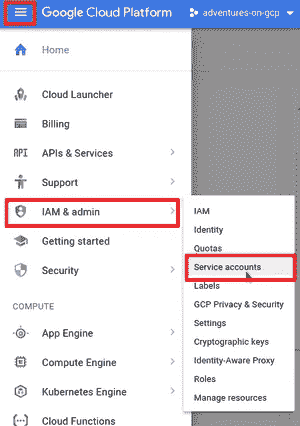 Google Cloud Platform
adventures-on-gcp
Home
Cloud Launcher
Billing
API APIs & Services
Support
IAM & admin
Getting started
Security
COMPUTE
App Engine
Compute Engine
Kubernetes Engine
Cloud Functions
IAM
Identity
Quotas
Service accounts
Labels
GCP Privacy & Security
Settings
Cryptographic keys
Identity-Aware Proxy
Roles
Manage resources